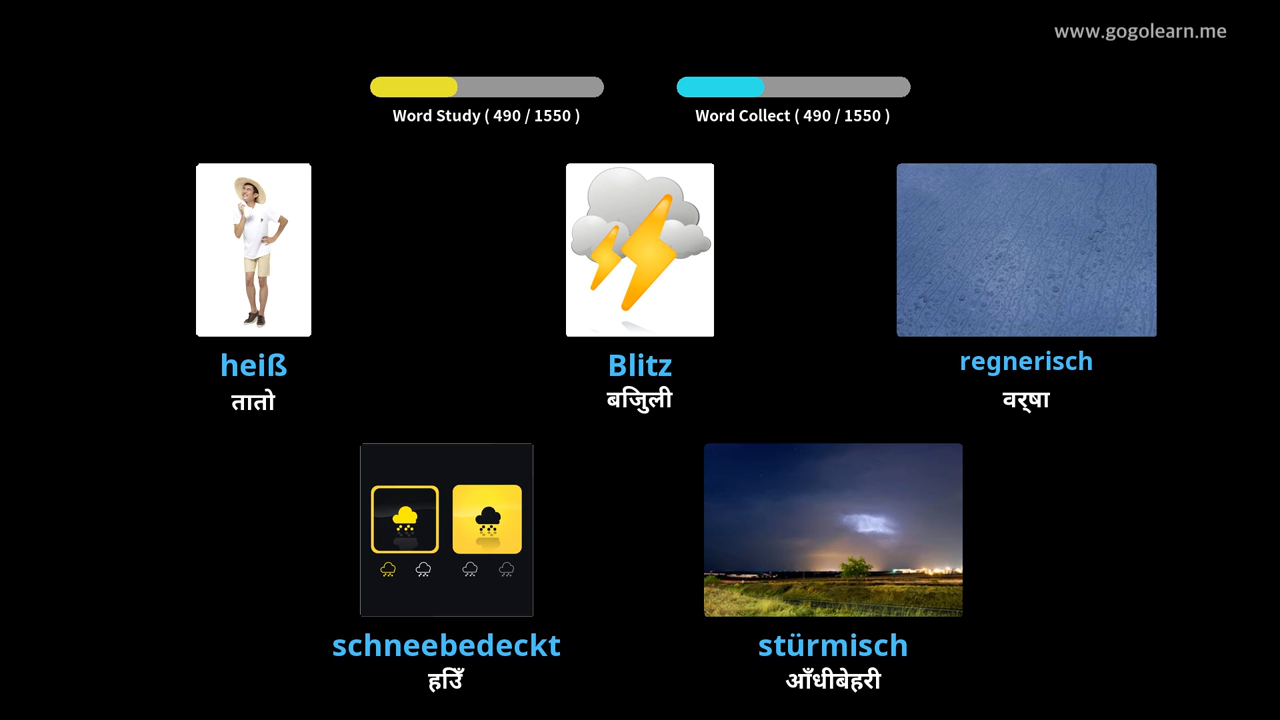 www.gogolearn.me
Word Study ( 490 / 1550 )
Word Collect ( 490 / 1550 )
heiß
तातो
Blitz
बिजुली
regnerisch
वर्षा
schneebedeckt
हिउँ
stürmisch
आँधीबेहरी